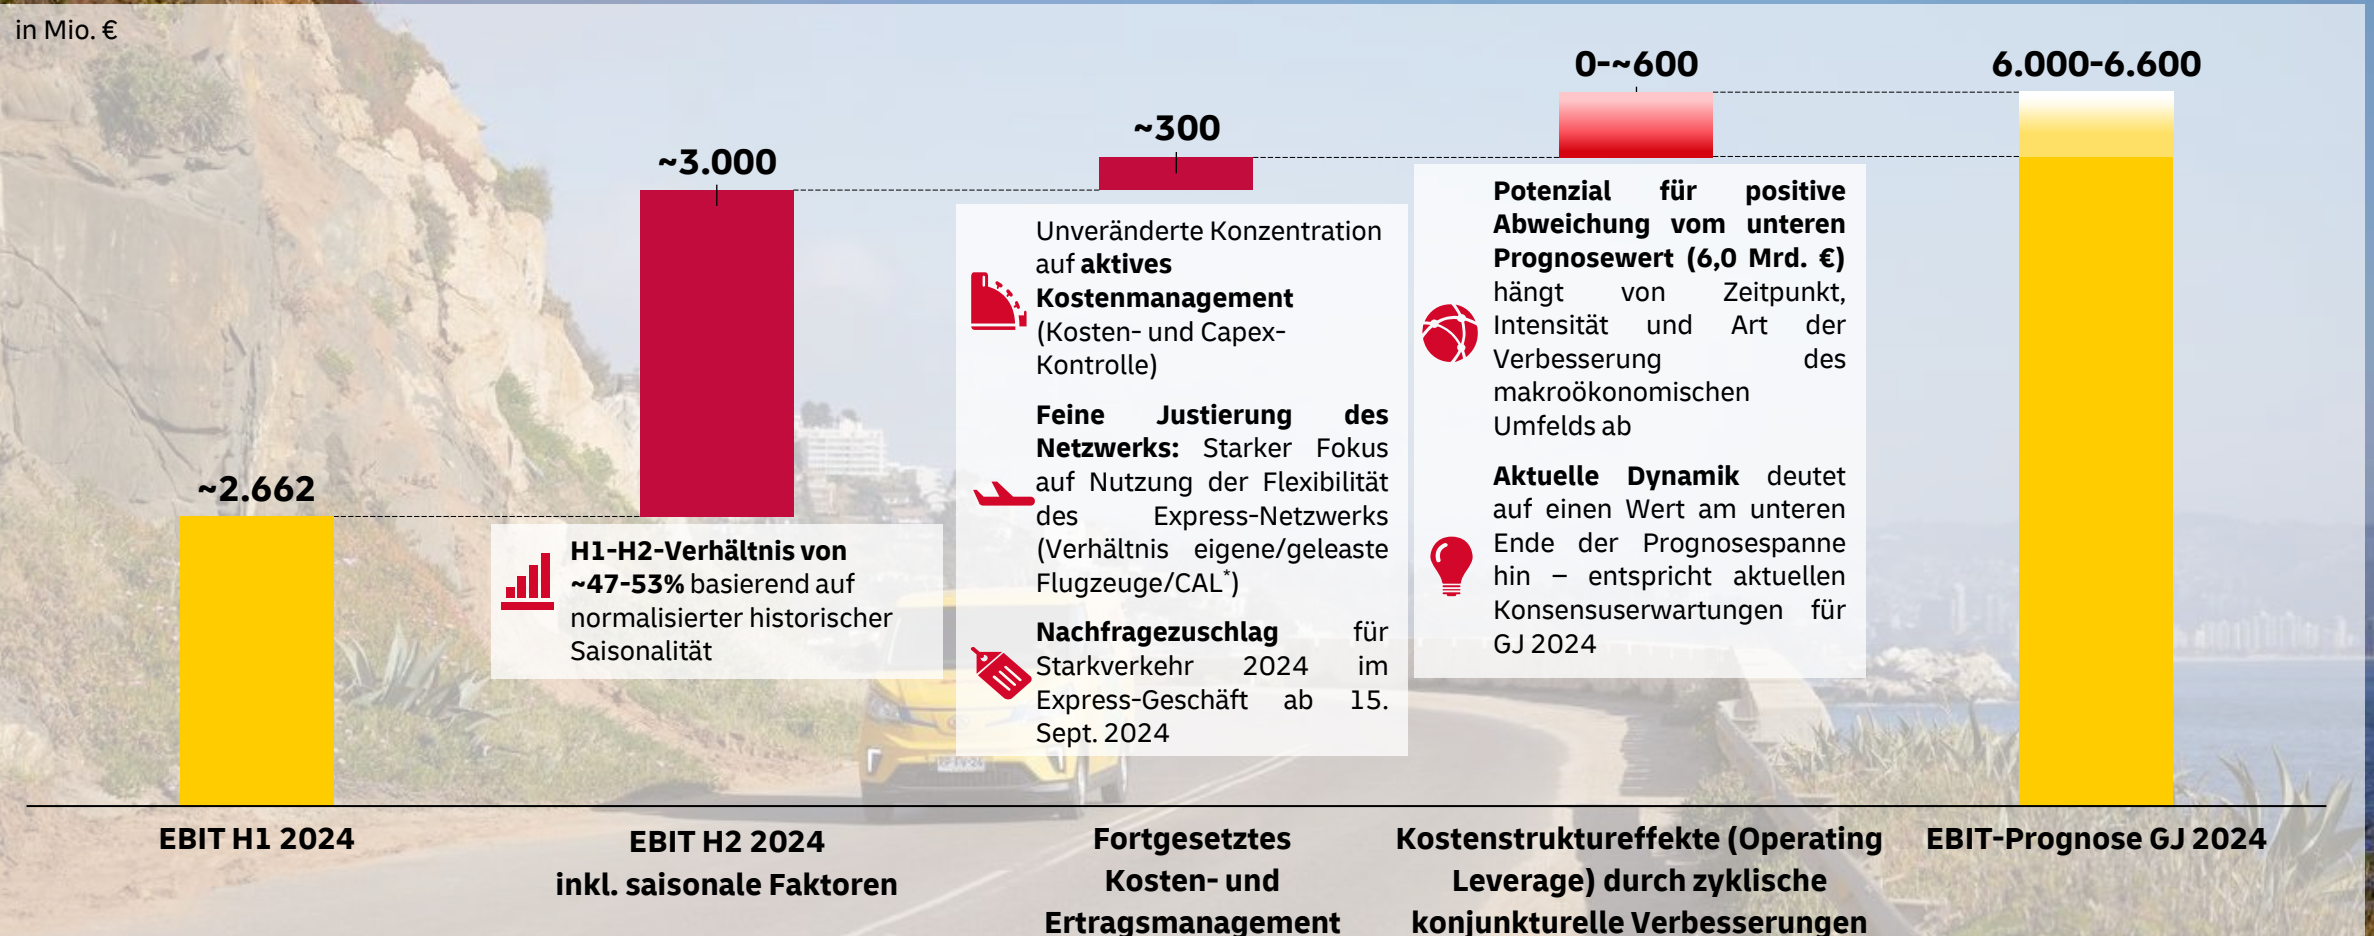 in Mio. €
~2.662
~3.000
~300
0-~600
6.000-6.600
H1-H2-Verhältnis von
~47-53% basierend auf
normalisierter historischer
Saisonalität
Unveränderte Konzentration
auf aktives
Kostenmanagement
(Kosten- und Capex-
Kontrolle)
Feine Justierung des
Netzwerks: Starker Fokus
auf Nutzung der Flexibilität
des Express-Netzwerks
(Verhältnis eigene/geleaste
Flugzeuge/CAL*)
Nachfragezuschlag für
Starkverkehr 2024 im
Express-Geschäft ab 15.
Sept. 2024
Potenzial für positive
Abweichung vom unteren
Prognosewert (6,0 Mrd. €)
hängt von Zeitpunkt,
Intensität und Art der
Verbesserung des
makroökonomischen
Umfelds ab
Aktuelle Dynamik deutet
auf einen Wert am unteren
Ende der Prognosespanne
hin – entspricht aktuellen
Konsensuserwartungen für
GJ 2024
EBIT H1 2024
EBIT H2 2024
inkl. saisonale Faktoren
Fortgesetztes
Kosten- und
Ertragsmanagement
Kostenstruktureffekte (Operating
Leverage) durch zyklische
konjunkturelle Verbesserungen
EBIT-Prognose GJ 2024